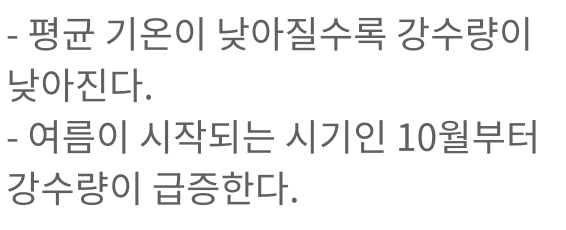 - 평균 기온이 낮아질수록 강수량이
낮아진다.
- 여름이 시작되는 시기인 10월부터
강수량이 급증한다.